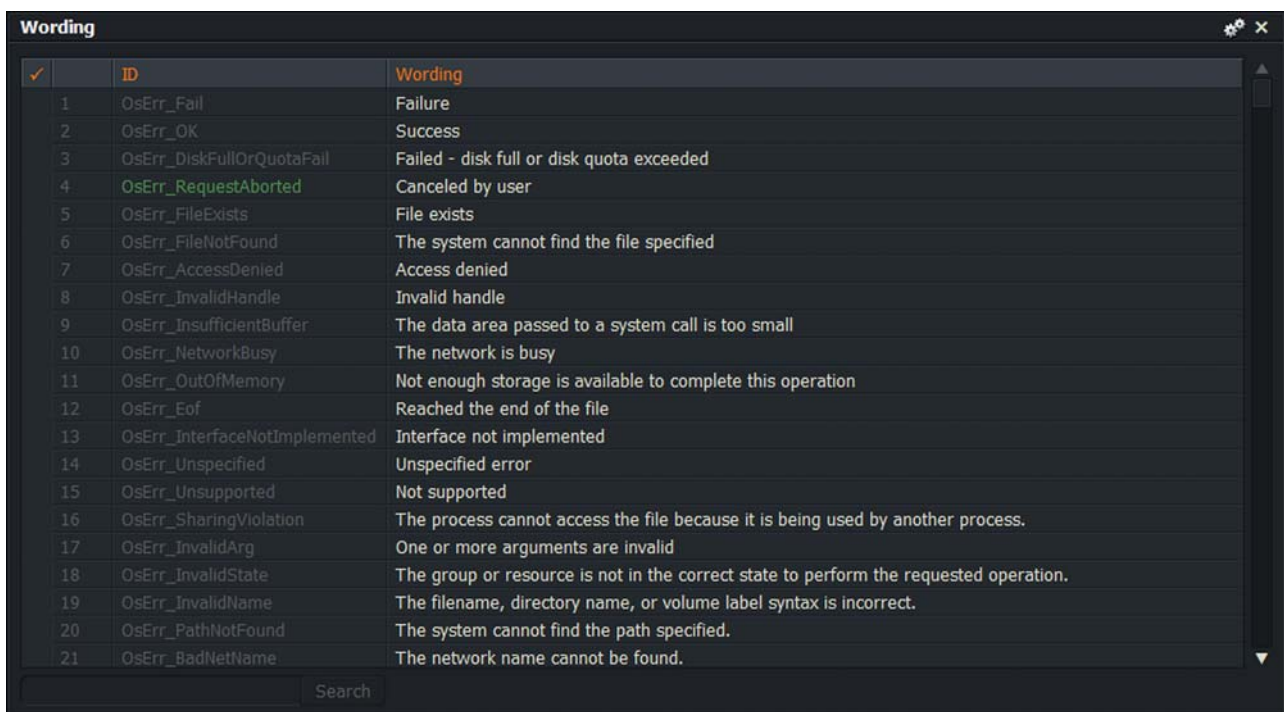 Wording
✓ ID Wording
1 OsErr_Fail Failure
2 OsErr_OK Success
3 OsErr_DiskFullOrQuotaFail Failed - disk full or disk quota exceeded
4 OsErr_RequestAborted Canceled by user
5 OsErr_FileExists File exists
6 OsErr_FileNotFound The system cannot find the file specified
7 OsErr_AccessDenied Access denied
8 OsErr_InvalidHandle Invalid handle
9 OsErr_InsufficientBuffer The data area passed to a system call is too small
10 OsErr_NetworkBusy The network is busy
11 OsErr_OutOfMemory Not enough storage is available to complete this operation
12 OsErr_Eof Reached the end of the file
13 OsErr_InterfaceNotImplemented Interface not implemented
14 OsErr_Unspecified Unspecified error
15 OsErr_Unsupported Not supported
16 OsErr_SharingViolation The process cannot access the file because it is being used by another process.
17 OsErr_InvalidArg One or more arguments are invalid
18 OsErr_InvalidState The group or resource is not in the correct state to perform the requested operation.
19 OsErr_InvalidName The filename, directory name, or volume label syntax is incorrect.
20 OsErr_PathNotFound The system cannot find the path specified.
21 OsErr_BadNetName The network name cannot be found.
Search